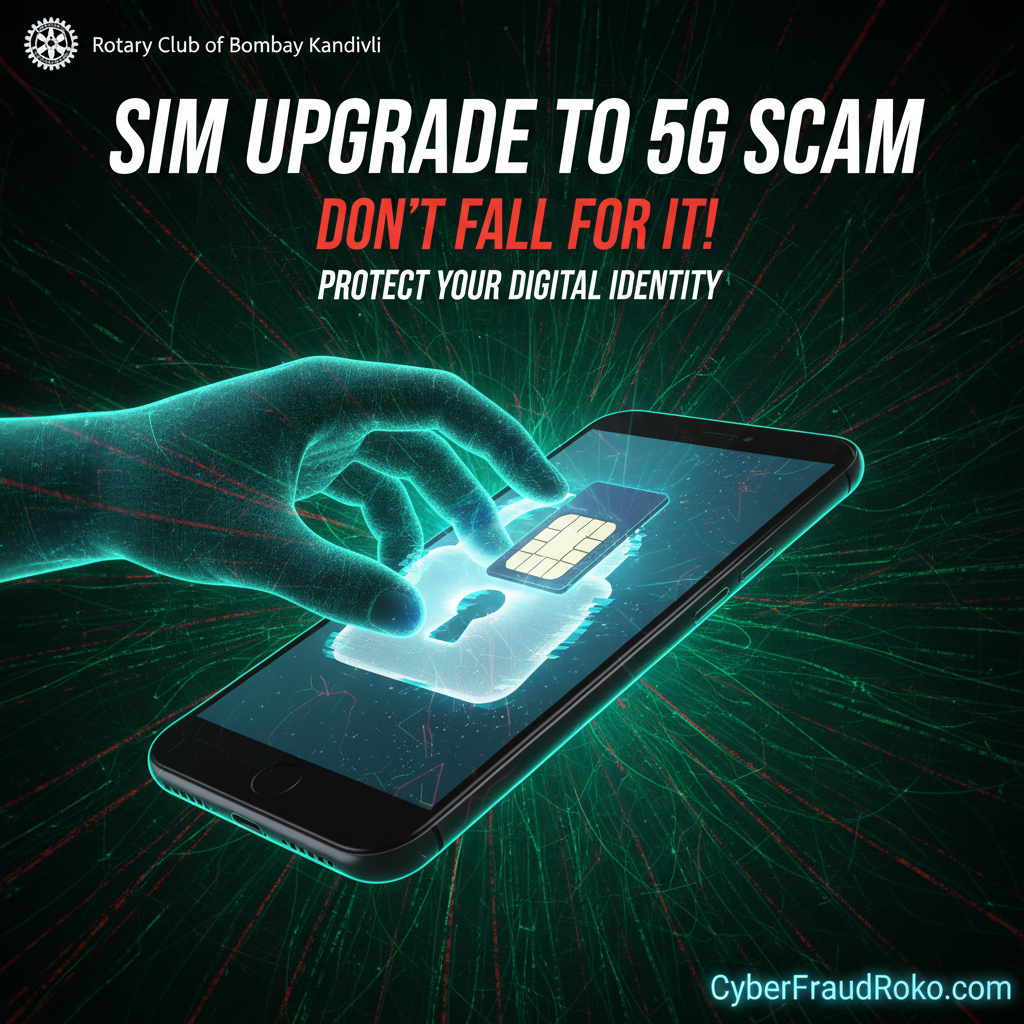 Rotary Club of Bombay Kandivli
SIM UPGRADE TO 5G SCAM
DON'T FALL FOR IT!
PROTECT YOUR DIGITAL IDENTITY
CyberFraudRoko.com